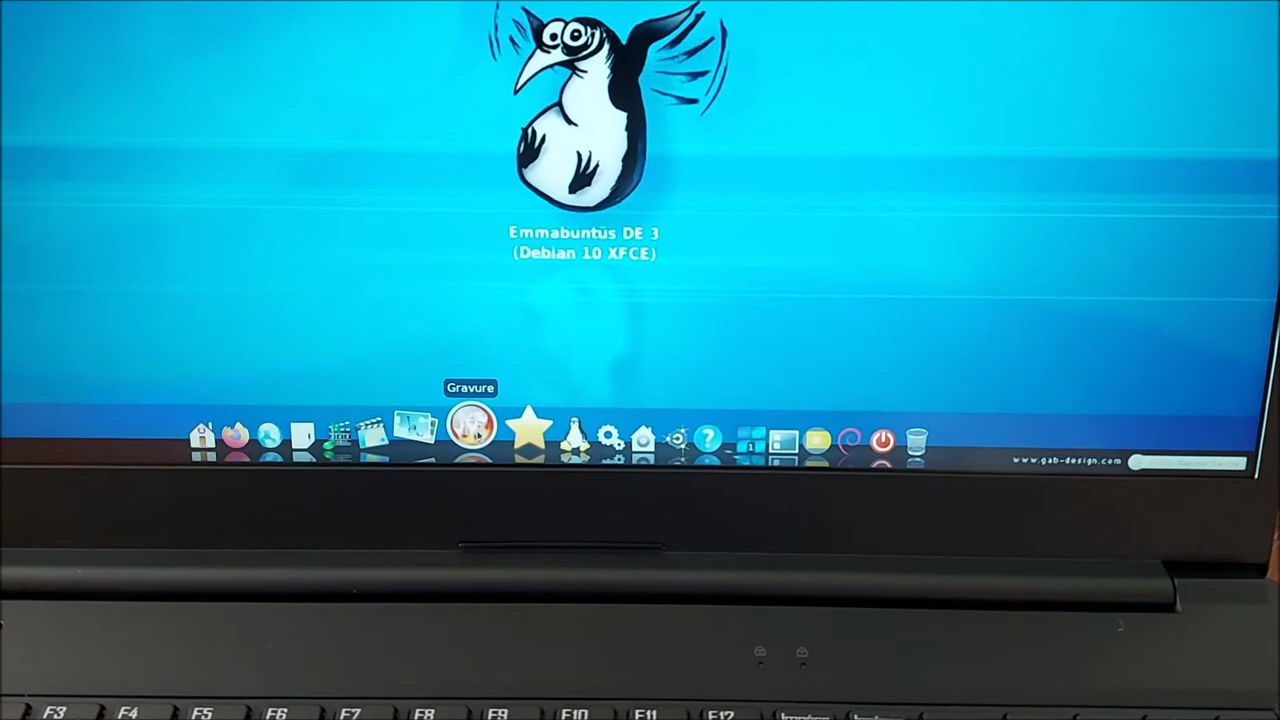 Emmabuntüs DE 3
(Debian 10 XFCE)
Gravure
1
?
www.gab-design.com
F3 F4 F5 F6 F7 F8 F9 F10 F11 F12